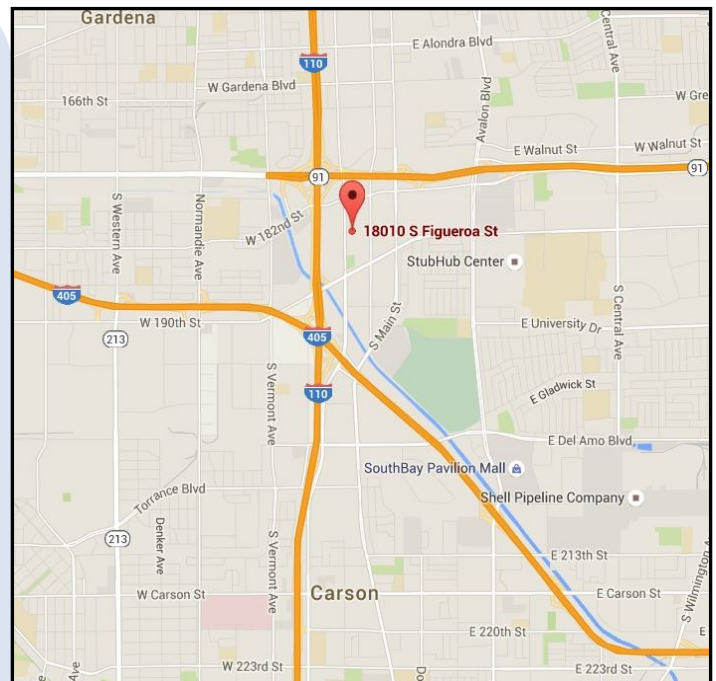 Gardena
E Alondra Blvd
Central Ave
110
Avalon Blvd
W Gardena Blvd
166th St
W Gre
E Walnut St
W Walnut St
91
91
S Western Ave
Normandie Ave
W 182nd St
18010 S Figueroa St
StubHub Center
405
W 190th St
S Main St
E University Dr
S Central Ave
213
405
S Vermont Ave
110
E Gladwick St
E Del Amo Blvd
SouthBay Pavilion Mall
Torrance Blvd
Shell Pipeline Company
213
Denker Ave
S Vermont Ave
E 213th St
W Carson St
Carson
E Carson St
S Wilmington A
E 220th St
E
W 223rd St
E 223rd St
Ave
Do